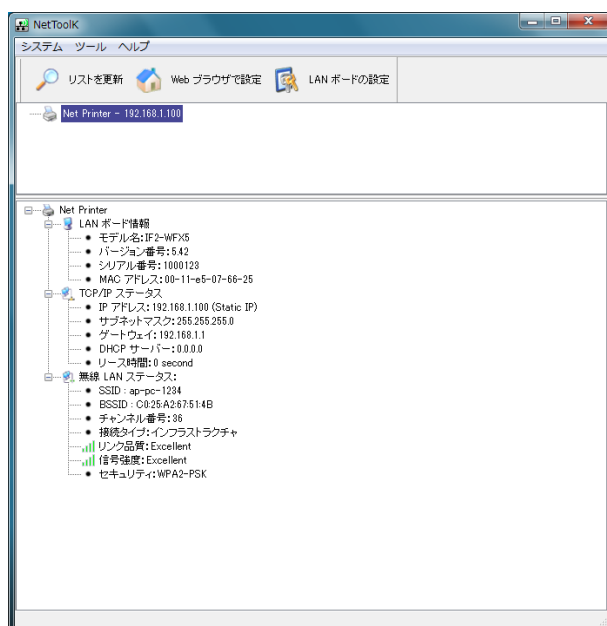 NetToolK
システム ツール ヘルプ
リストを更新 Web ブラウザで設定 LAN ボードの設定
Net Printer - 192.168.1.100
Net Printer
LAN ボード情報
モデル名:IF2-WFX5
バージョン番号:5.42
シリアル番号:1000123
MAC アドレス:00-11-e5-07-66-25
TCP/IP ステータス
IP アドレス:192.168.1.100 (Static IP)
サブネットマスク:255.255.255.0
ゲートウェイ:192.168.1.1
DHCP サーバー:0.0.0.0
リース時間:0 second
無線 LAN ステータス:
SSID : ap-pc-1234
BSSID : C0:25:A2:67:51:4B
チャンネル番号:36
接続タイプ:インフラストラクチャ
リンク品質:Excellent
信号強度:Excellent
セキュリティ:WPA2-PSK